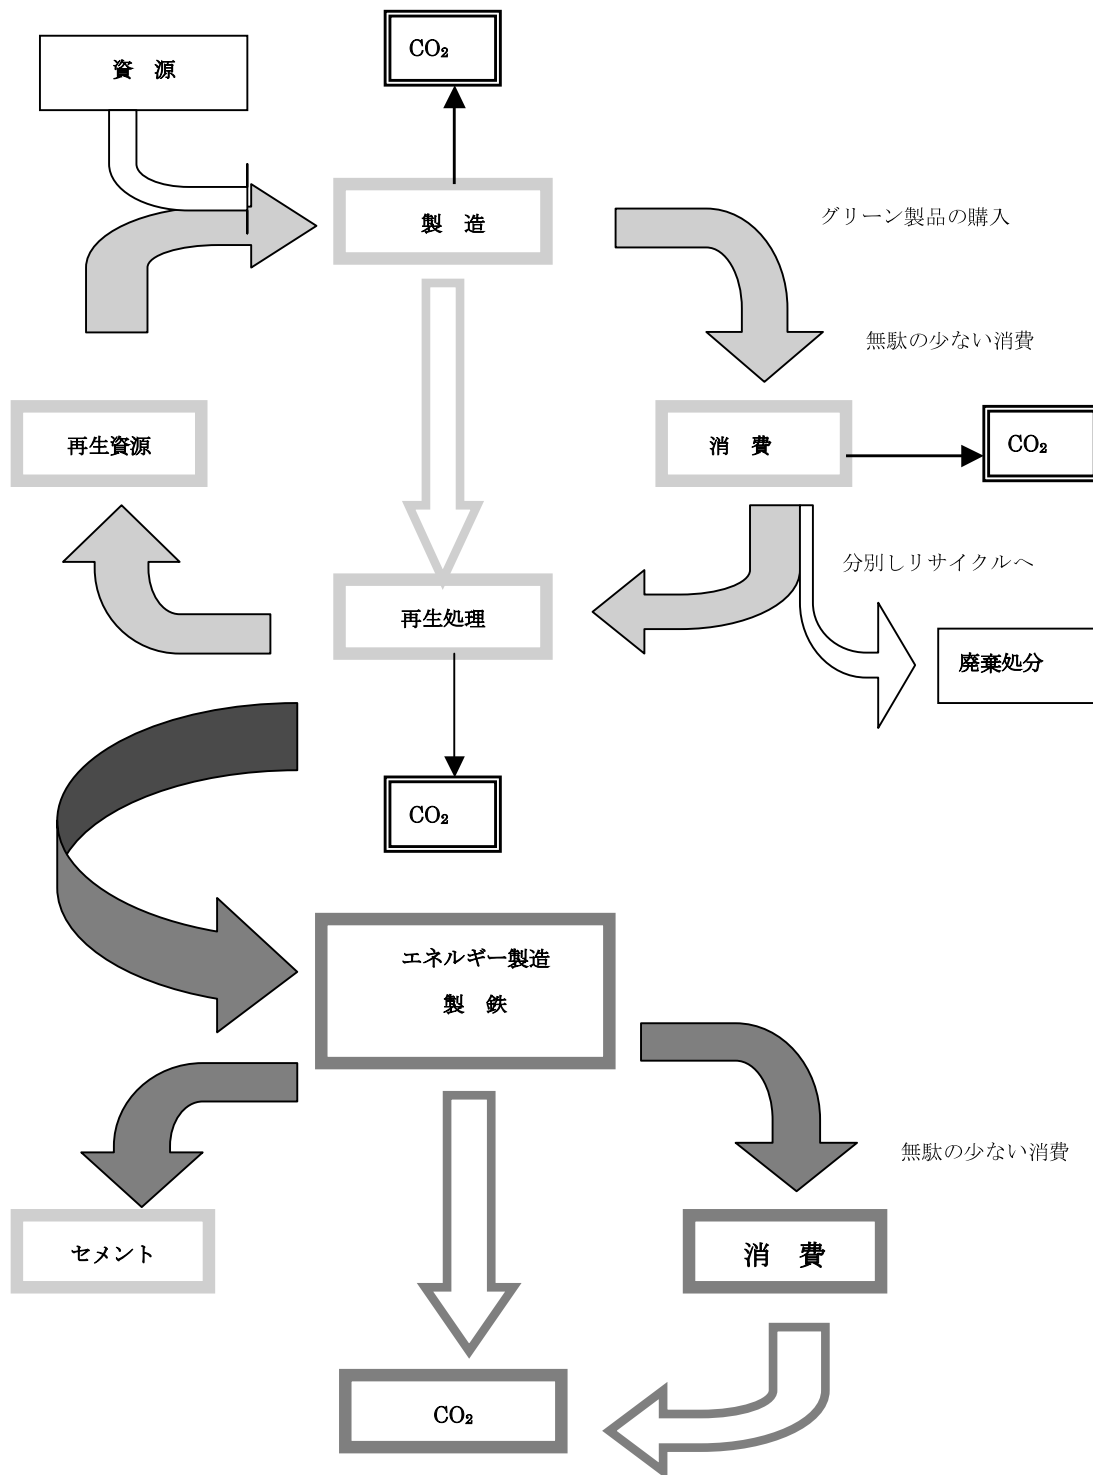 CO₂
資　源
グリーン製品の購入
製　造
無駄の少ない消費
再生資源
消　費
CO₂
分別しリサイクルへ
再生処理
廃棄処分
CO₂
エネルギー製造
製　鉄
無駄の少ない消費
セメント
消　費
CO₂